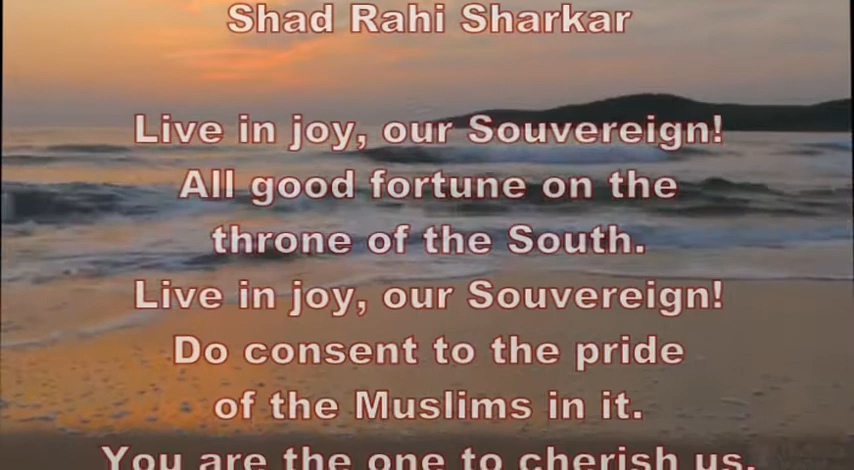 Shad Rahi Sharkar
Live in joy, our Souvereign!
All good fortune on the
throne of the South.
Live in joy, our Souvereign!
Do consent to the pride
of the Muslims in it.
You are the one to cherish us.